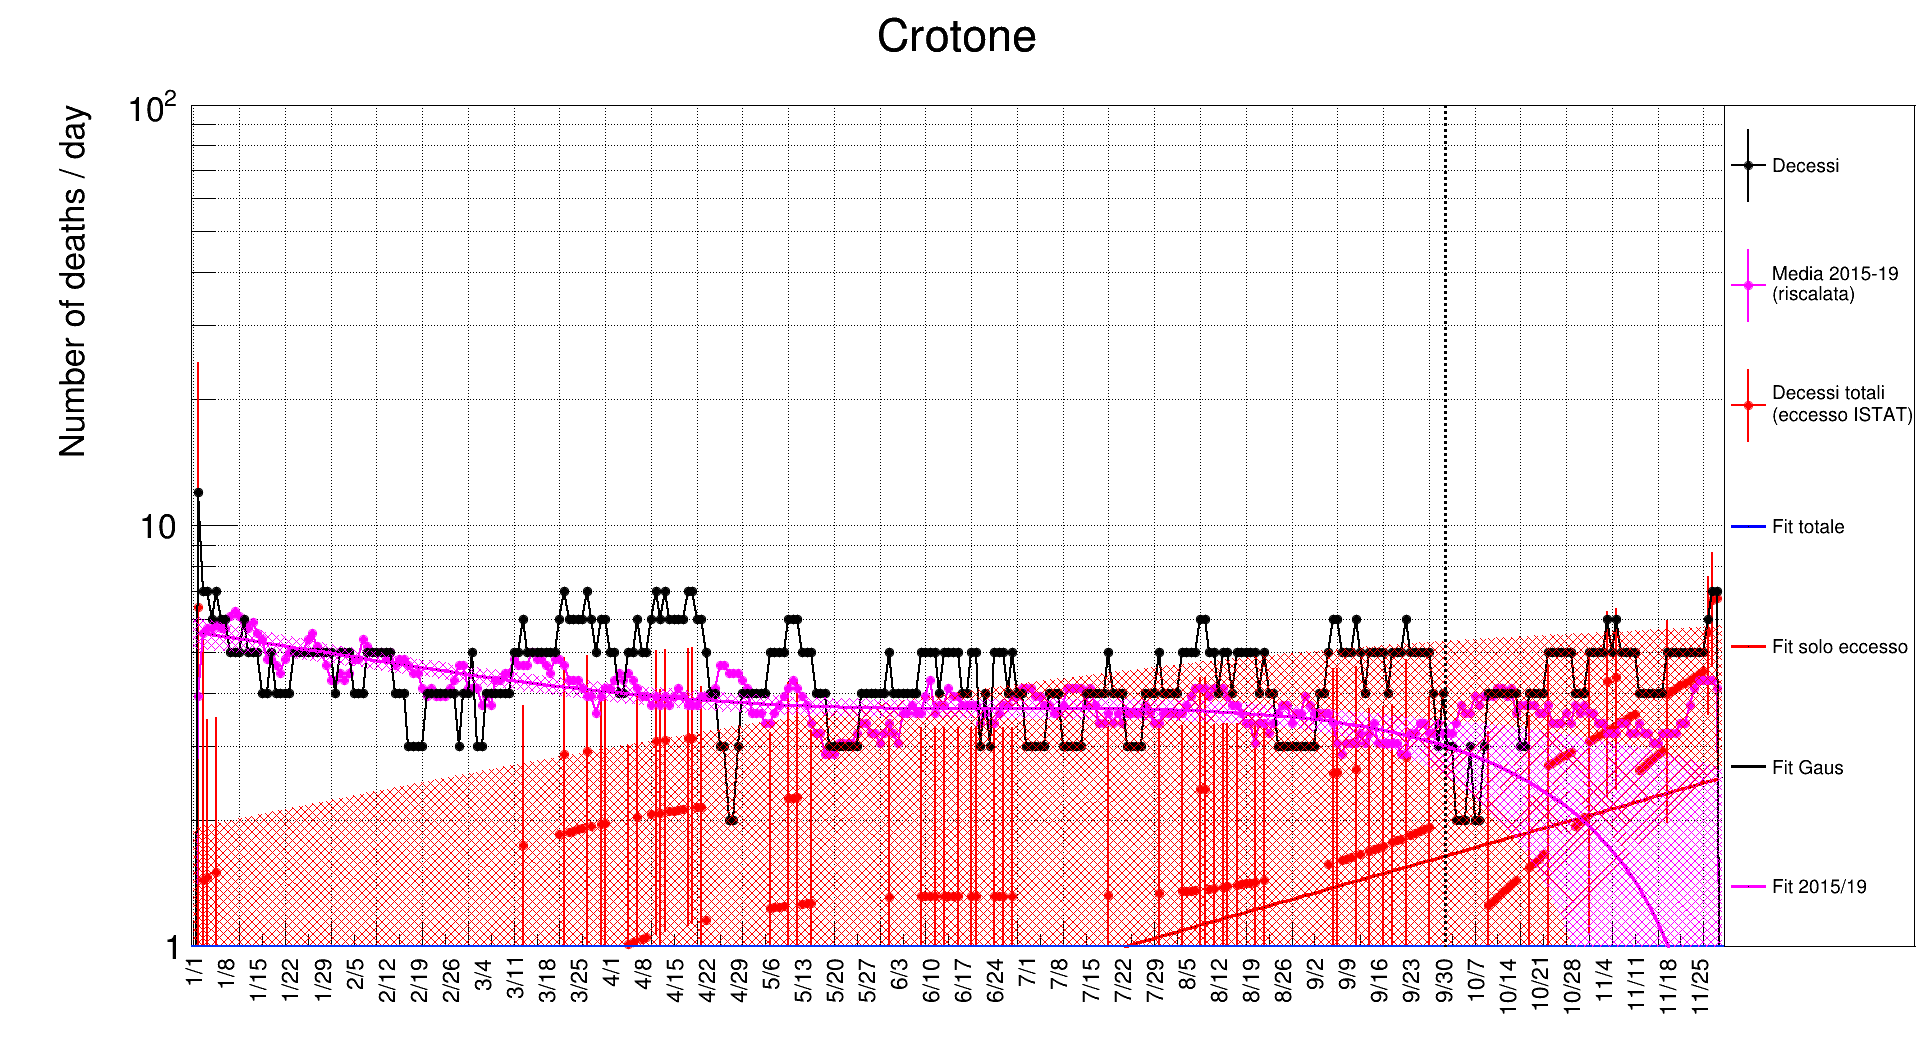 Crotone
Number of deaths / day
10²
10
1
1/1 1/8 1/15 1/22 1/29 2/5 2/12 2/19 2/26 3/4 3/11 3/18 3/25 4/1 4/8 4/15 4/22 4/29 5/6 5/13 5/20 5/27 6/3 6/10 6/17 6/24 7/1 7/8 7/15 7/22 7/29 8/5 8/12 8/19 8/26 9/2 9/9 9/16 9/23 9/30 10/7 10/14 10/21 10/28 11/4 11/11 11/18 11/25
Decessi
Media 2015-19
(riscalata)
Decessi totali
(eccesso ISTAT)
Fit totale
Fit solo eccesso
Fit Gaus
Fit 2015/19